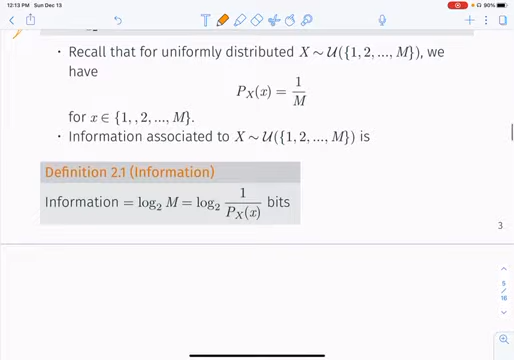 12:13 PM Sun Dec 13
90%
• Recall that for uniformly distributed X ∼ U({1, 2, ..., M}), we
have
P_X(x) = 1/M
for x ∈ {1, , 2, ..., M}.
• Information associated to X ∼ U({1, 2, ..., M}) is
Definition 2.1 (Information)
Information = log₂ M = log₂ 1/P_X(x) bits
3
5
/
16